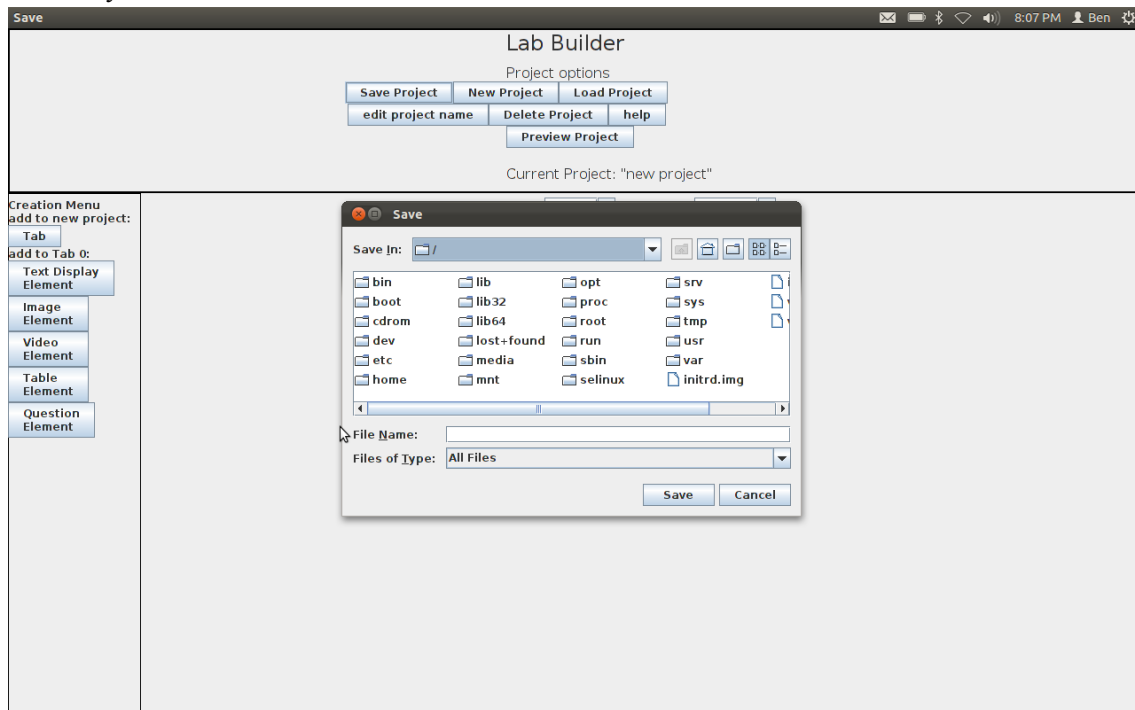 Save 8:07 PM Ben
Lab Builder
Project options
Save Project New Project Load Project
edit project name Delete Project help
Preview Project
Current Project: "new project"
Creation Menu
add to new project:
Tab
add to Tab 0:
Text Display
Element
Image
Element
Video
Element
Table
Element
Question
Element
Save
Save In: /
bin lib opt srv
boot lib32 proc sys
cdrom lib64 root tmp
dev lost+found run usr
etc media sbin var
home mnt selinux initrd.img
File Name:
Files of Type: All Files
Save Cancel